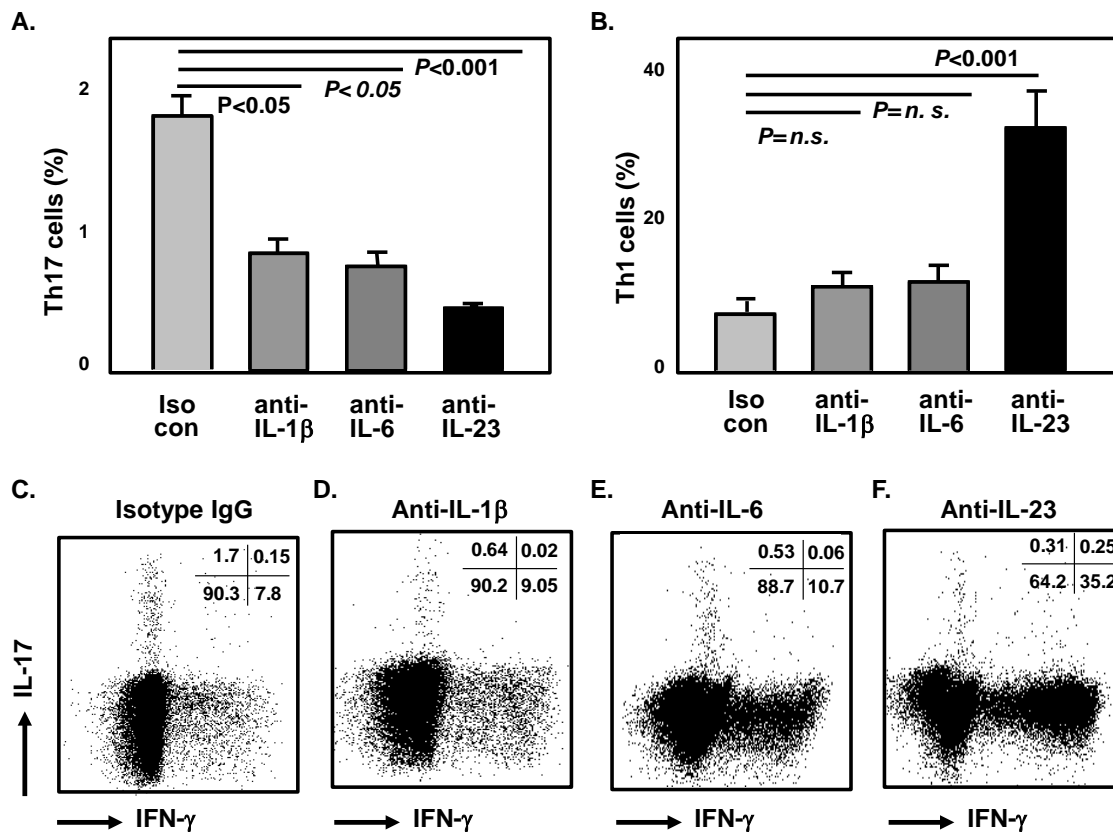 A.
2
1
0
Th17 cells (%)
P<0.001
P< 0.05
P<0.05
Iso con
anti-IL-1β
anti-IL-6
anti-IL-23
B.
40
20
0
Th1 cells (%)
P<0.001
P=n. s.
P=n.s.
Iso con
anti-IL-1β
anti-IL-6
anti-IL-23
C.
Isotype IgG
1.7 0.15
90.3 7.8
IL-17
IFN-γ
D.
Anti-IL-1β
0.64 0.02
90.2 9.05
IFN-γ
E.
Anti-IL-6
0.53 0.06
88.7 10.7
IFN-γ
F.
Anti-IL-23
0.31 0.25
64.2 35.2
IFN-γ